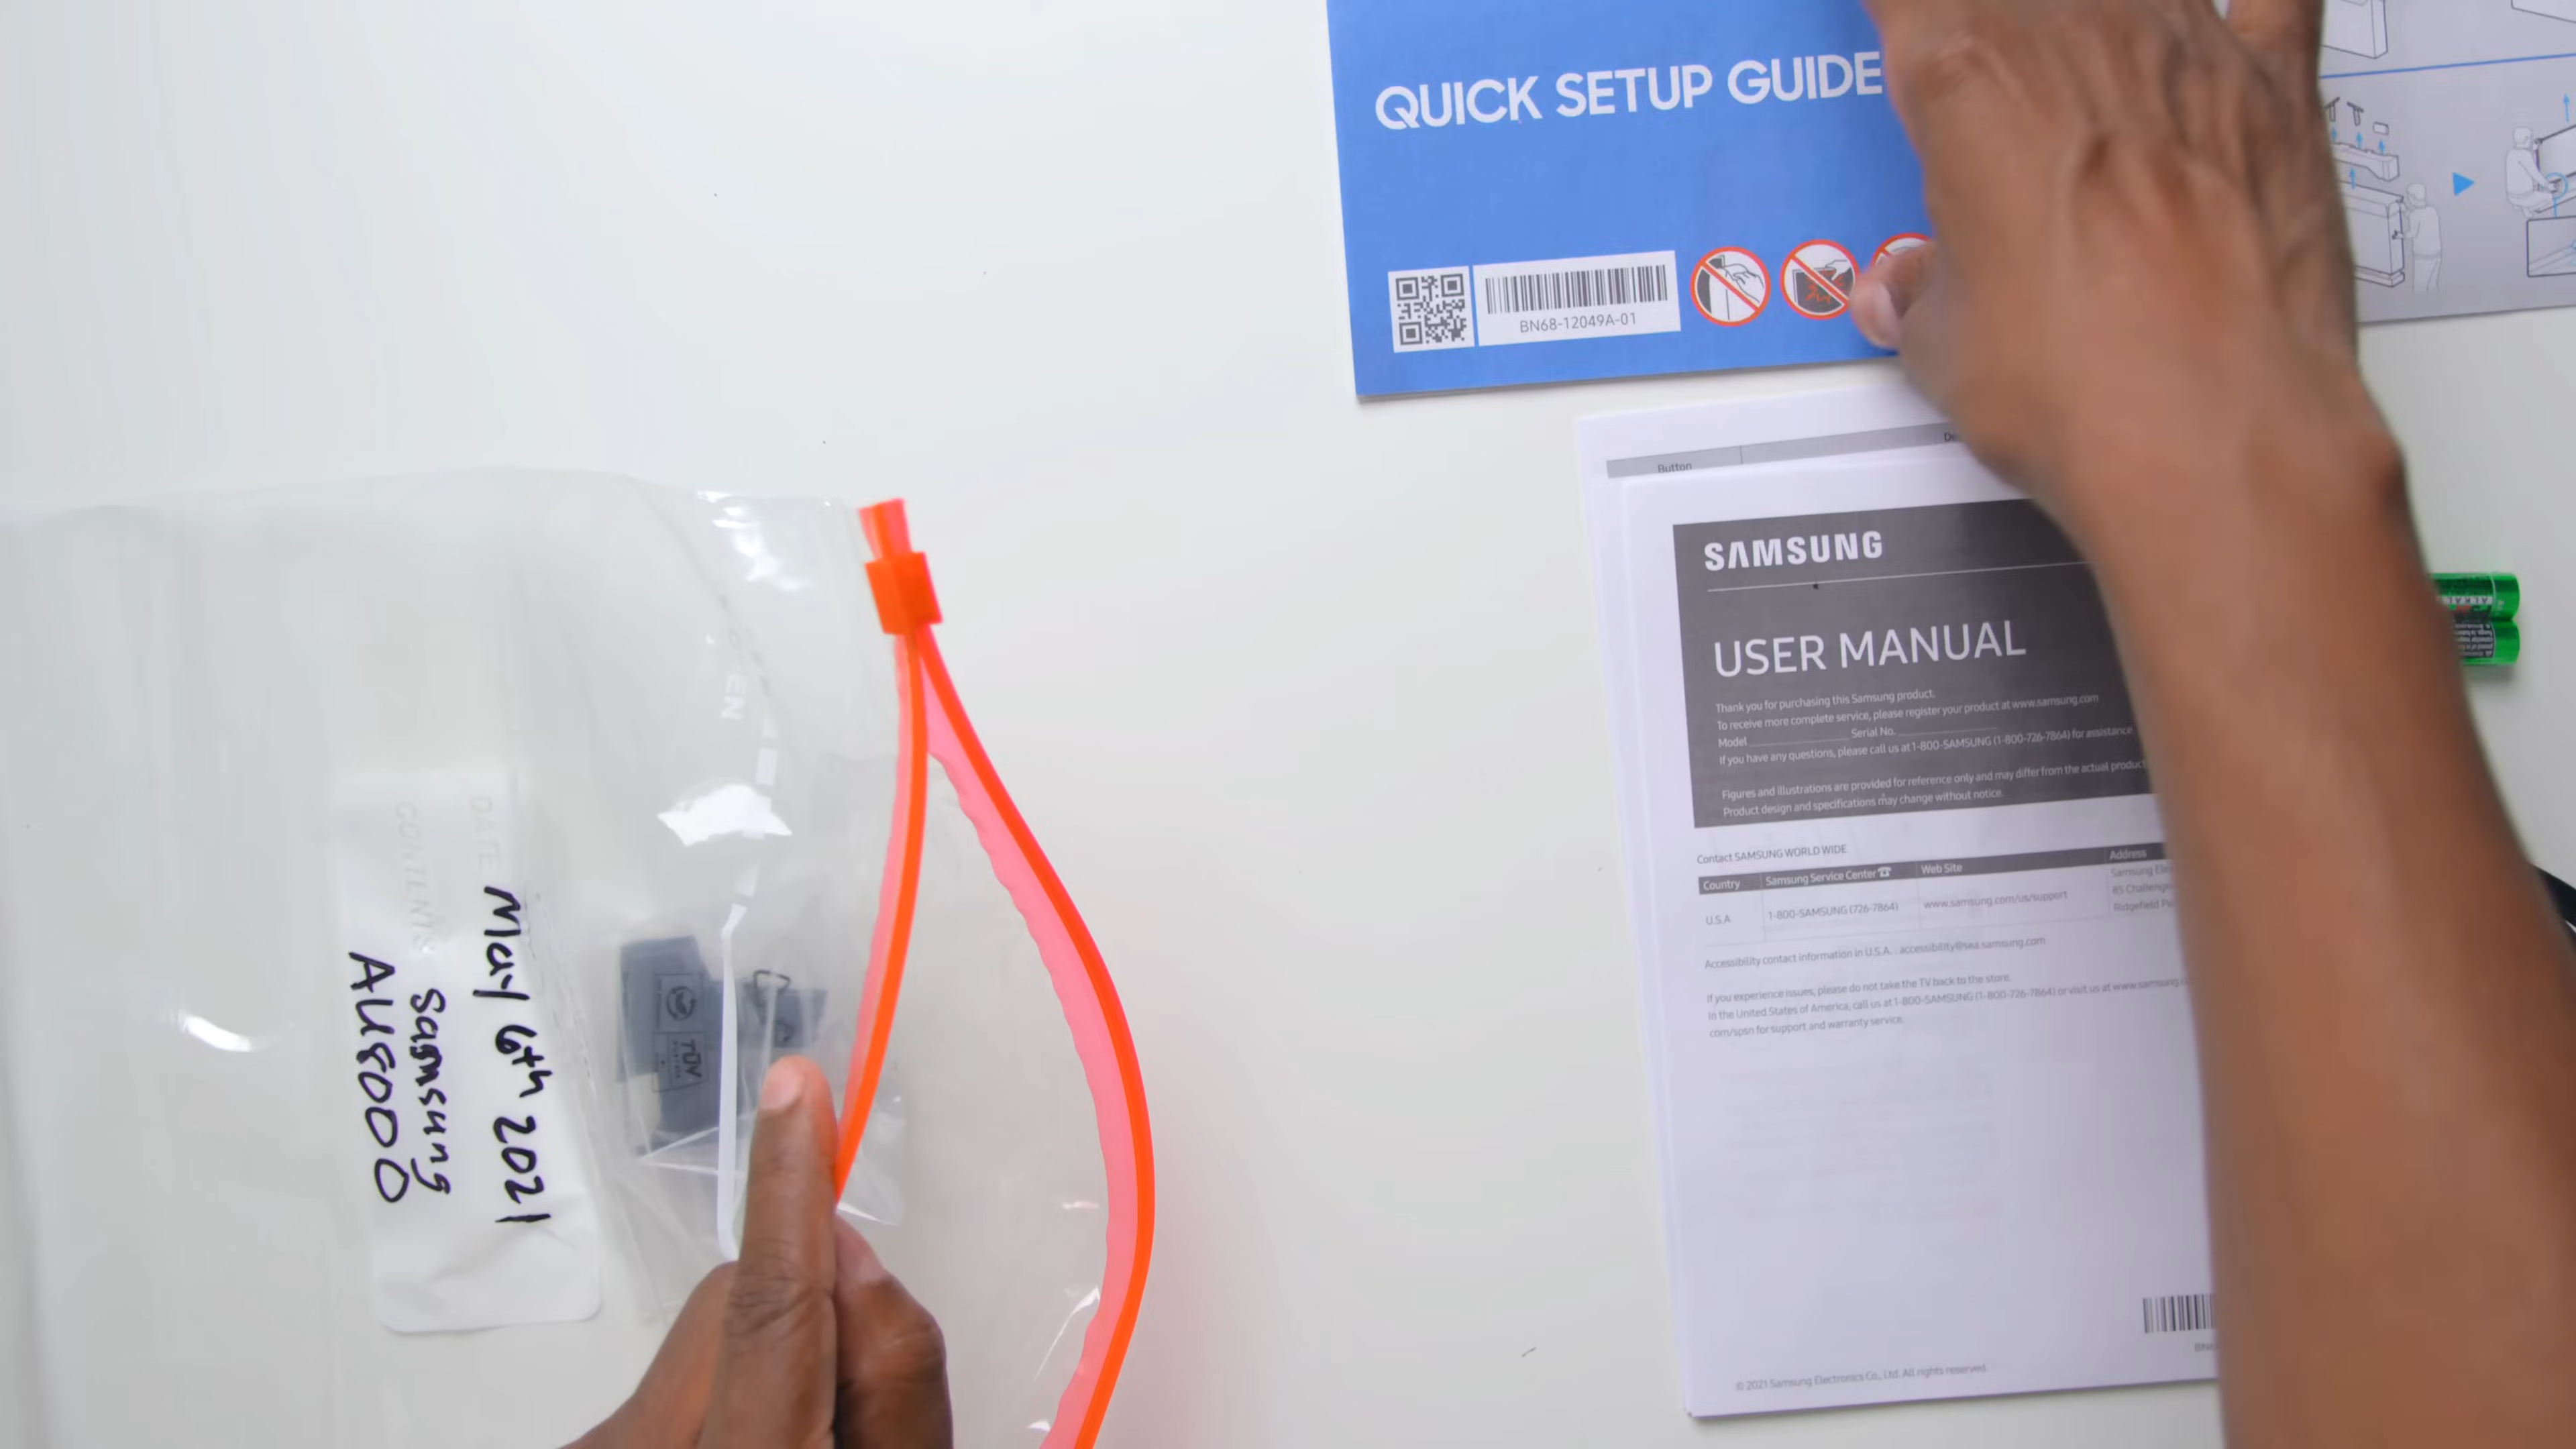 QUICK SETUP GUIDE
BN68-12049A-01
Button
SAMSUNG
USER MANUAL
Thank you for purchasing this Samsung product.
To receive more complete service, please register your product at www.samsung.com
Model Serial No.
If you have any questions, please call us at 1-800-SAMSUNG (1-800-726-7864) for assistance
Figures and illustrations are provided for reference only and may differ from the actual product
Product design and specifications may change without notice.
Contact SAMSUNG WORLD WIDE
Country Samsung Service Center ☎ Web Site Address
U.S.A 1-800-SAMSUNG (726-7864) www.samsung.com/us/support Samsung
85
Ridgefield
Accessibility contact information in U.S.A. : accessibility@sea.samsung.com
If you experience issues, please do not take the TV back to the store.
In the United States of America, call us at 1-800-SAMSUNG (1-800-726-7864) or visit us at www.samsung.
com/spsn for support and warranty service.
© 2021 Samsung Electronics Co., Ltd. All rights reserved.
DATE May 6th 2021
CONTENTS Samsung
AU8000
TÜV